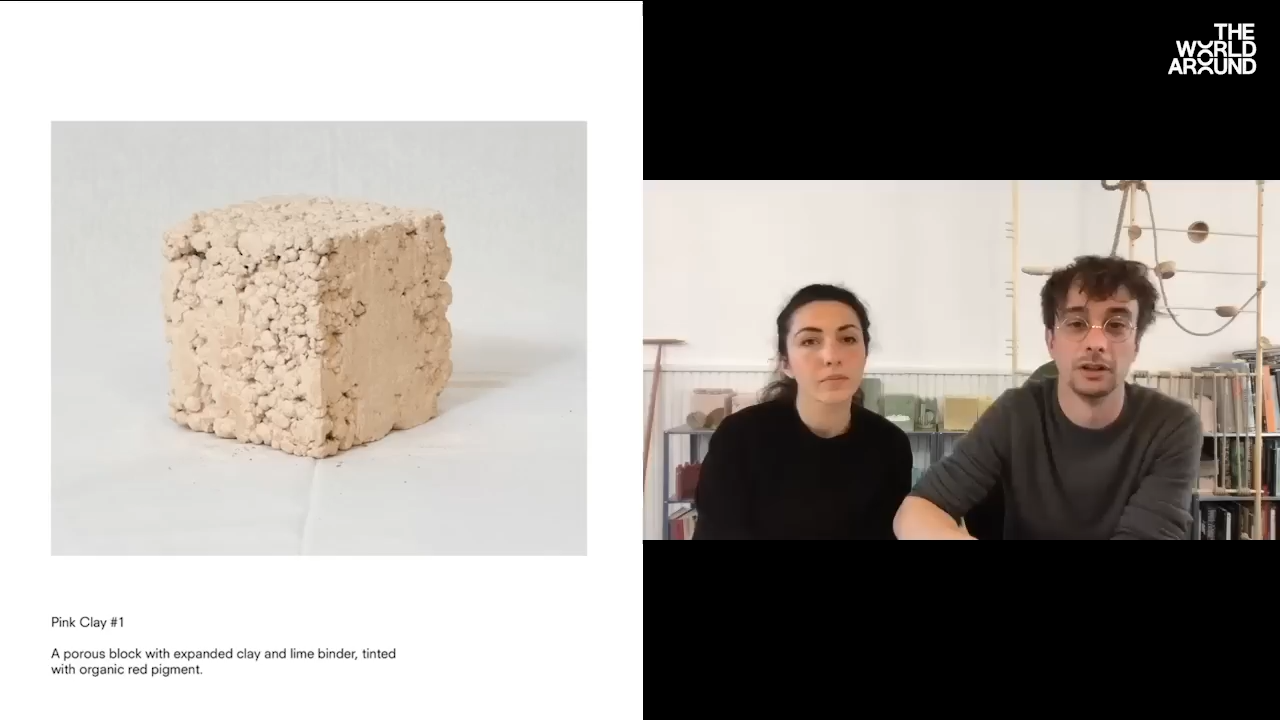 THE
WORLD
AROUND
Pink Clay #1
A porous block with expanded clay and lime binder, tinted
with organic red pigment.